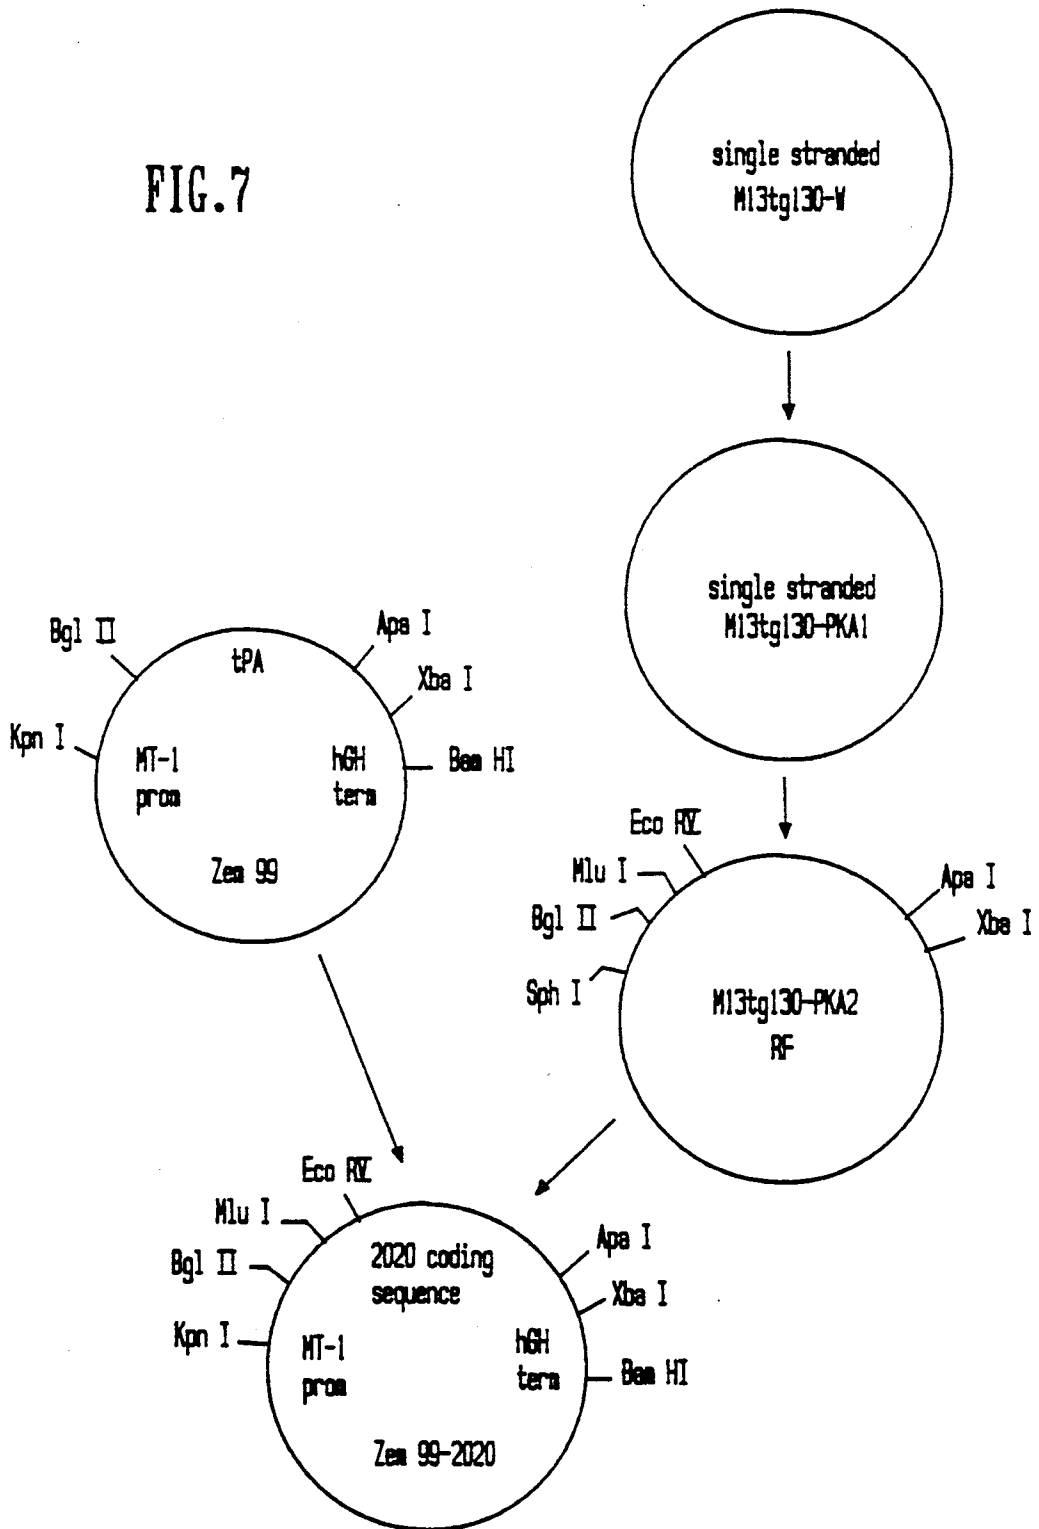 FIG.7
single stranded
M13tg130-W
single stranded
M13tg130-PKA1
Bgl II
tPA
Apa I
Xba I
Kpn I
MT-1
prom
hGH
term
Bam HI
Zem 99
Eco RV
Mlu I
Bgl II
Sph I
Apa I
Xba I
M13tg130-PKA2
RF
Eco RV
Mlu I
Bgl II
Kpn I
2020 coding
sequence
Apa I
Xba I
MT-1
prom
hGH
term
Bam HI
Zem 99-2020